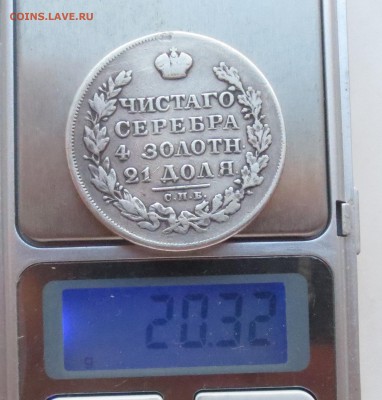 COINS.LAVE.RU
ЧИСТАГО
СЕРЕБРА
4 ЗОЛОТН.
21 ДОЛЯ
С.П.Б.
20.32
g